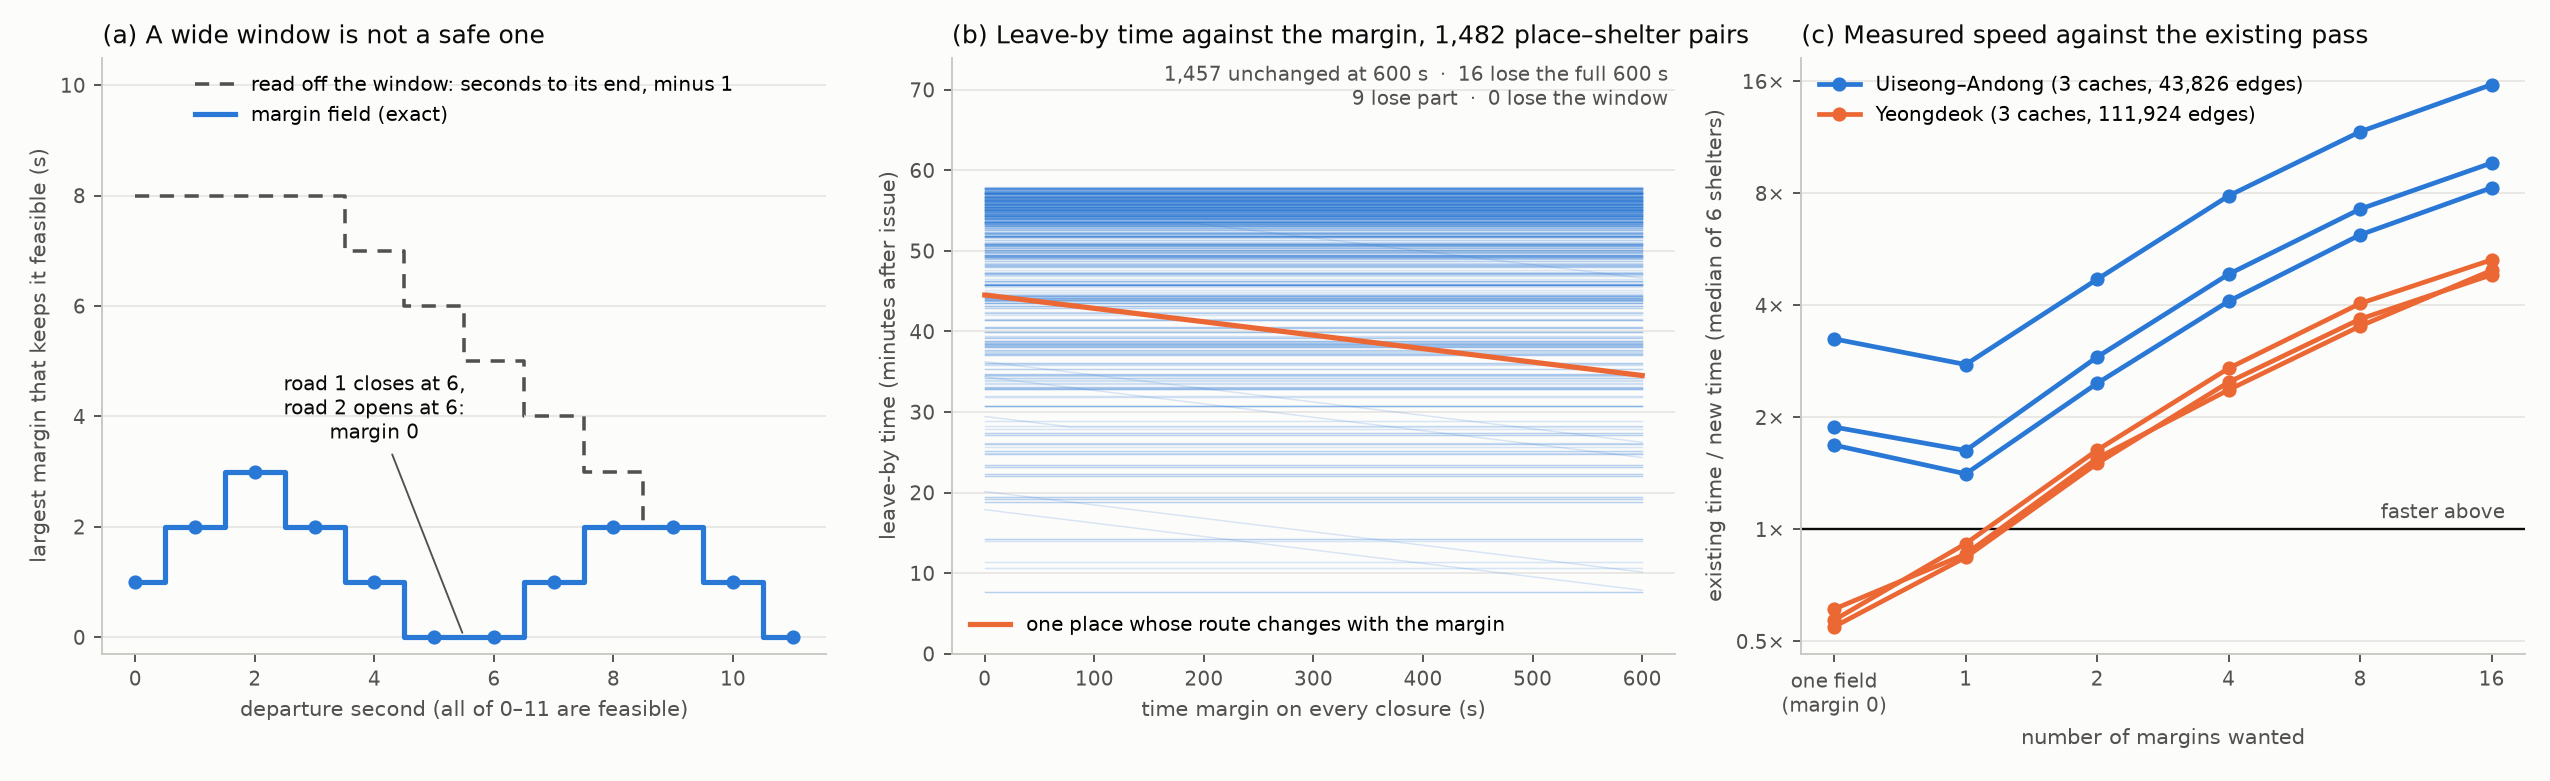 (a) A wide window is not a safe one
largest margin that keeps it feasible (s)
10
8
6
4
2
0
read off the window: seconds to its end, minus 1
margin field (exact)
road 1 closes at 6,
road 2 opens at 6:
margin 0
0 2 4 6 8 10
departure second (all of 0–11 are feasible)
(b) Leave-by time against the margin, 1,482 place–shelter pairs
leave-by time (minutes after issue)
1,457 unchanged at 600 s · 16 lose the full 600 s
9 lose part · 0 lose the window
70
60
50
40
30
20
10
0
one place whose route changes with the margin
0 100 200 300 400 500 600
time margin on every closure (s)
(c) Measured speed against the existing pass
existing time / new time (median of 6 shelters)
16×
8×
4×
2×
1×
0.5×
Uiseong–Andong (3 caches, 43,826 edges)
Yeongdeok (3 caches, 111,924 edges)
faster above
one field
(margin 0)
1 2 4 8 16
number of margins wanted